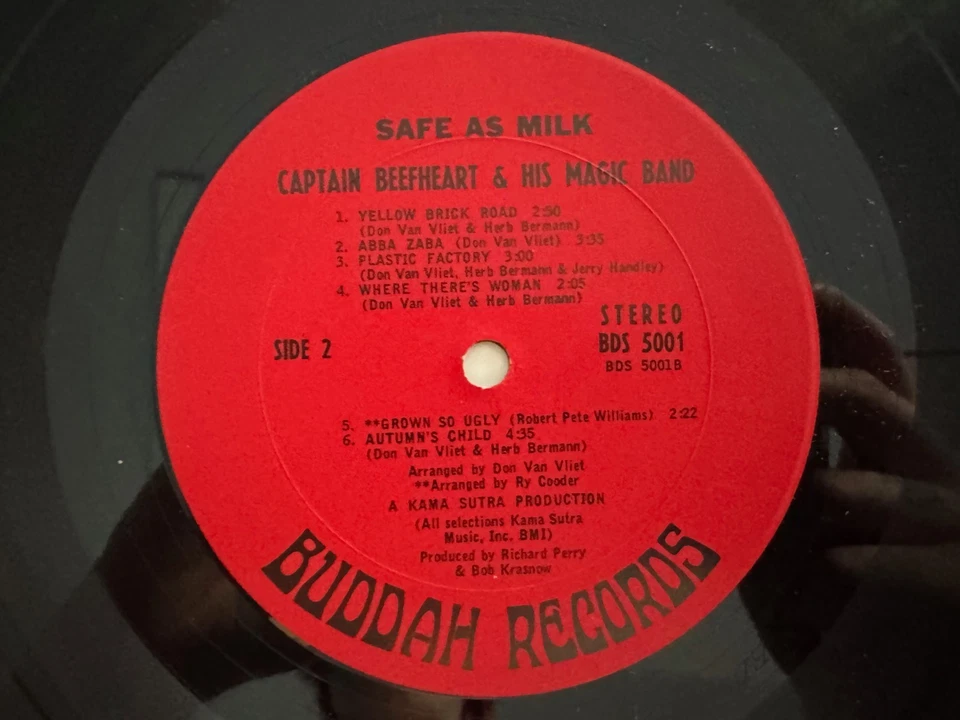 SAFE AS MILK
CAPTAIN BEEFHEART & HIS MAGIC BAND
1. YELLOW BRICK ROAD 2:50
(Don Van Vliet & Herb Bermann)
2. ABBA ZABA (Don Van Vliet) 3:35
3. PLASTIC FACTORY 3:00
(Don Van Vliet, Herb Bermann & Jerry Handley)
4. WHERE THERE'S WOMAN 2:05
(Don Van Vliet & Herb Bermann)
STEREO
SIDE 2 BDS 5001
BDS 5001B
5. **GROWN SO UGLY (Robert Pete Williams) 2:22
6. AUTUMN'S CHILD 4:35
(Don Van Vliet & Herb Bermann)
Arranged by Don Van Vliet
**Arranged by Ry Cooder
A KAMA SUTRA PRODUCTION
(All selections Kama Sutra
Music, Inc. BMI)
Produced by Richard Perry
& Bob Krasnow
BUDDAH RECORDS